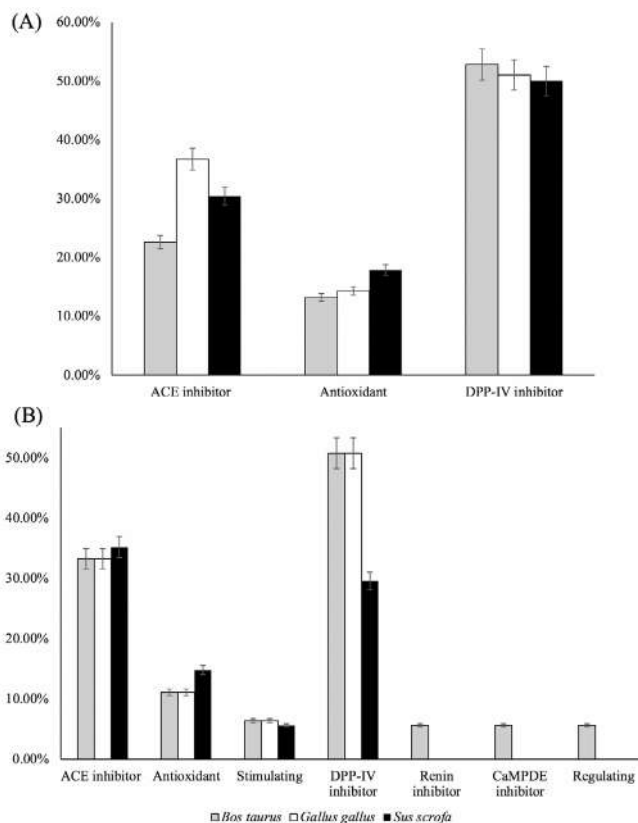 (A)
60.00%
50.00%
40.00%
30.00%
20.00%
10.00%
0.00%
ACE inhibitor Antioxidant DPP-IV inhibitor
(B)
50.00%
40.00%
30.00%
20.00%
10.00%
0.00%
ACE inhibitor Antioxidant Stimulating DPP-IV Renin CaMPDE Regulating
inhibitor inhibitor inhibitor
Bos taurus Gallus gallus Sus scrofa